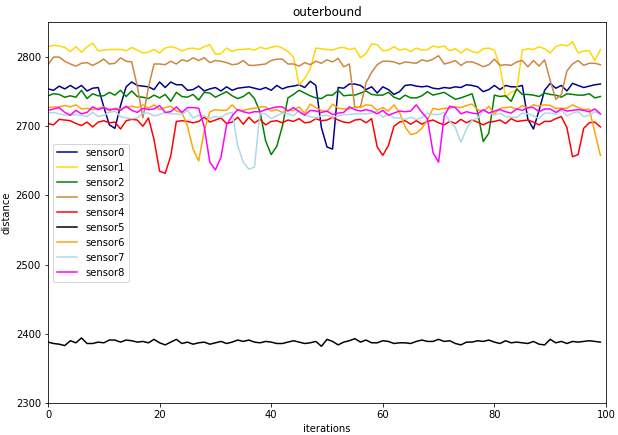 outerbound
distance
2800
2700
2600
2500
2400
2300
sensor0
sensor1
sensor2
sensor3
sensor4
sensor5
sensor6
sensor7
sensor8
0
20
40
60
80
100
iterations